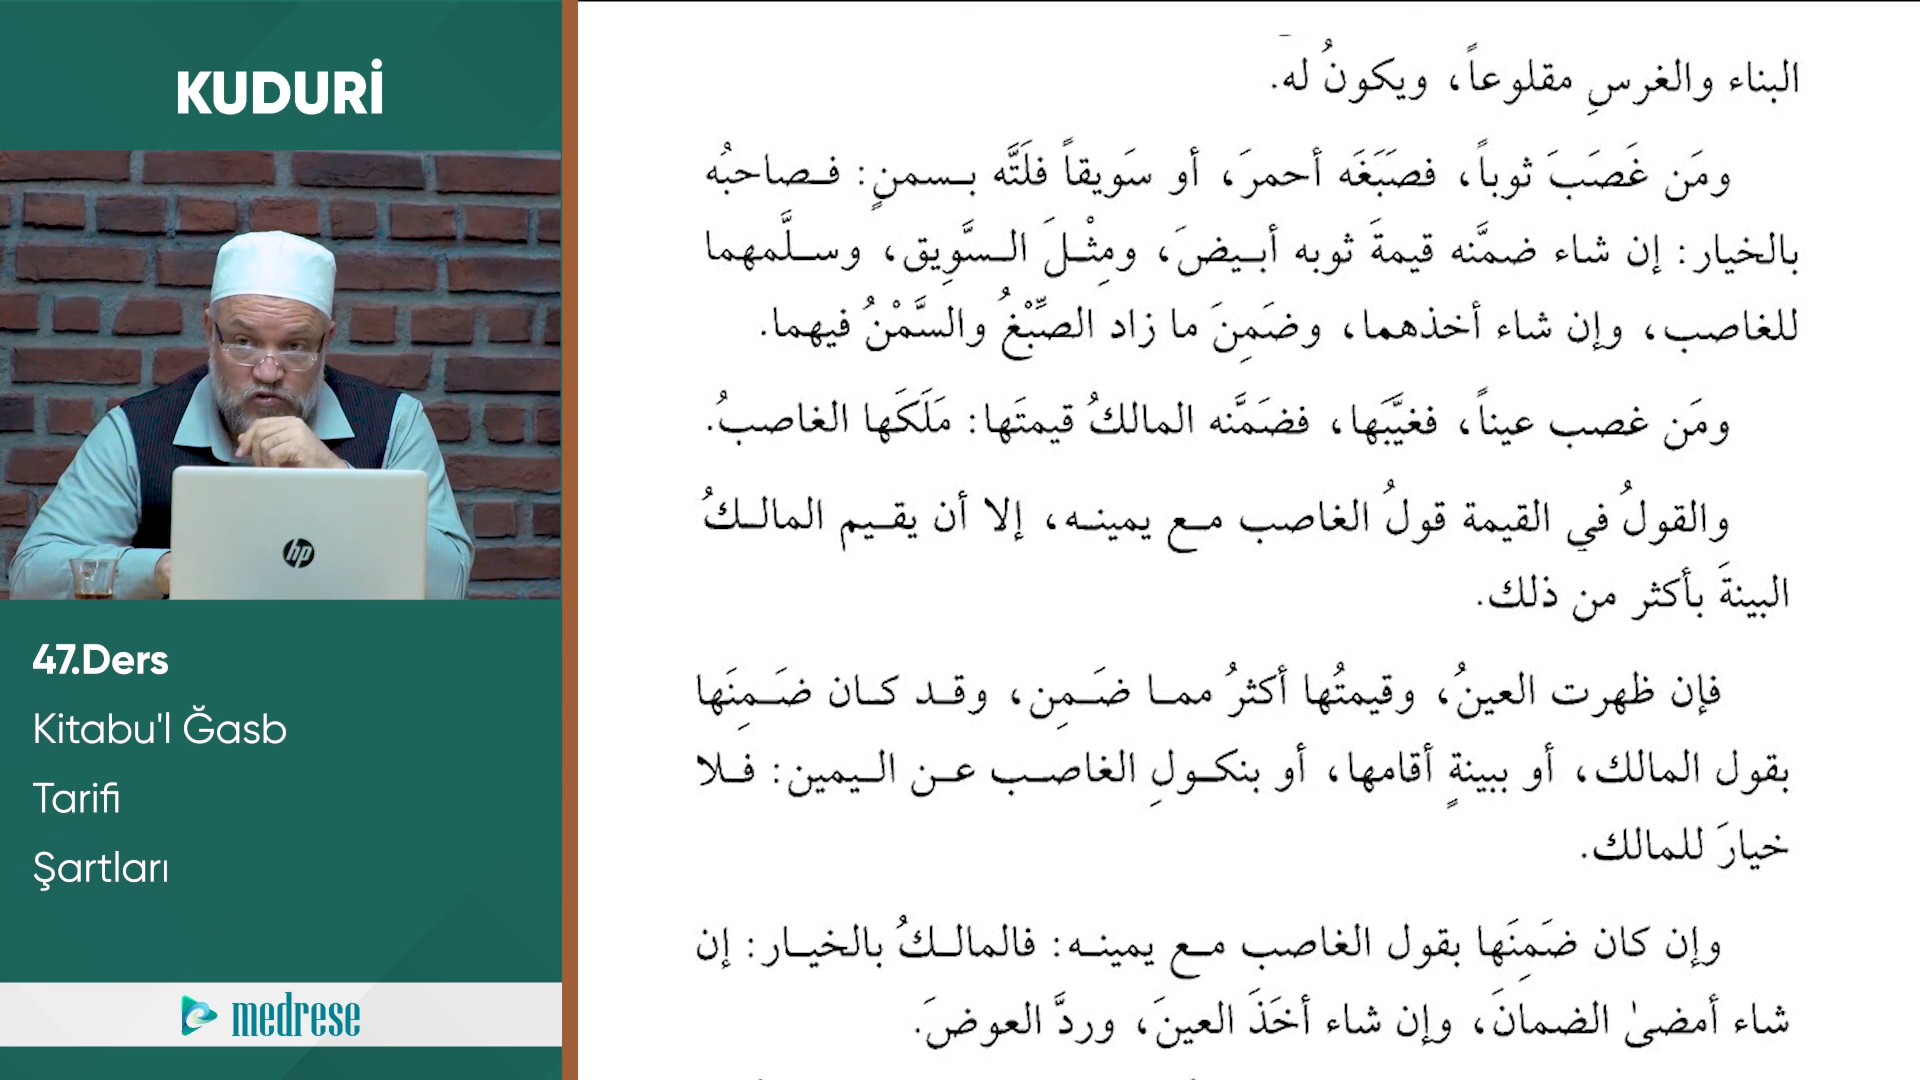 KUDURİ
47.Ders
Kitabu'l Ğasb
Tarifi
Şartları
medrese
hp
البناء والغرسِ مقلوعاً، ويكونُ له.
ومَن غَصَبَ ثوباً، فصَبَغَه أحمرَ، أو سَويقاً فلَتَّه بسمنٍ: فصاحبُه
بالخيار: إن شاء ضمَّنه قيمةَ ثوبه أبيضَ، ومِثْلَ السَّوِيق، وسلَّمهما
للغاصب، وإن شاء أخذهما، وضَمِنَ ما زاد الصِّبْغُ والسَّمْنُ فيهما.
ومَن غصب عيناً، فغيَّبَها، فضَمَّنه المالكُ قيمتَها: مَلَكَها الغاصبُ.
والقولُ في القيمة قولُ الغاصب مع يمينه، إلا أن يقيم المالكُ
البينةَ بأكثر من ذلك.
فإن ظهرت العينُ، وقيمتُها أكثرُ مما ضَمِن، وقد كان ضَمِنَها
بقول المالك، أو ببينةٍ أقامها، أو بنكولِ الغاصب عن اليمين: فلا
خيارَ للمالك.
وإن كان ضَمِنَها بقول الغاصب مع يمينه: فالمالكُ بالخيار: إن
شاء أمضىٰ الضمانَ، وإن شاء أخَذَ العينَ، وردَّ العوضَ.